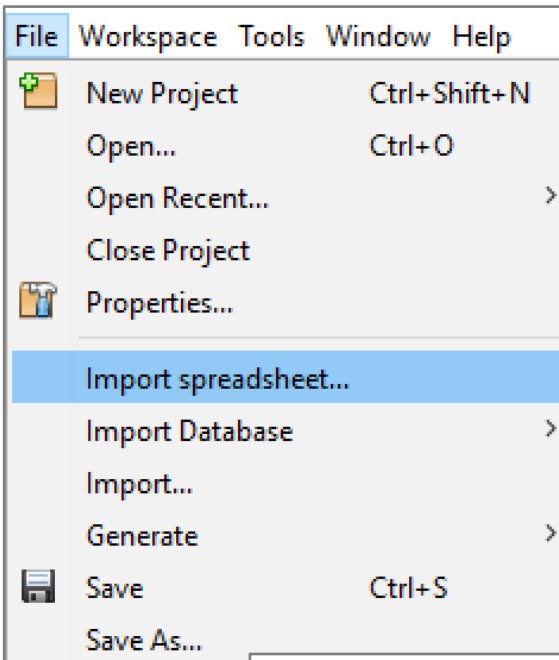 File Workspace Tools Window Help
New Project Ctrl+Shift+N
Open... Ctrl+O
Open Recent...
Close Project
Properties...
Import spreadsheet...
Import Database
Import...
Generate
Save Ctrl+S
Save As...